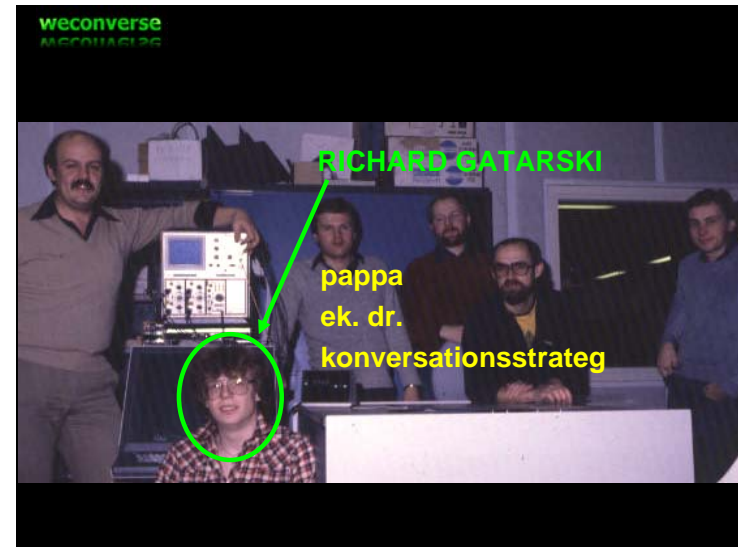 weconverse
RICHARD GATARSKI
pappa
ek. dr.
konversationsstrateg